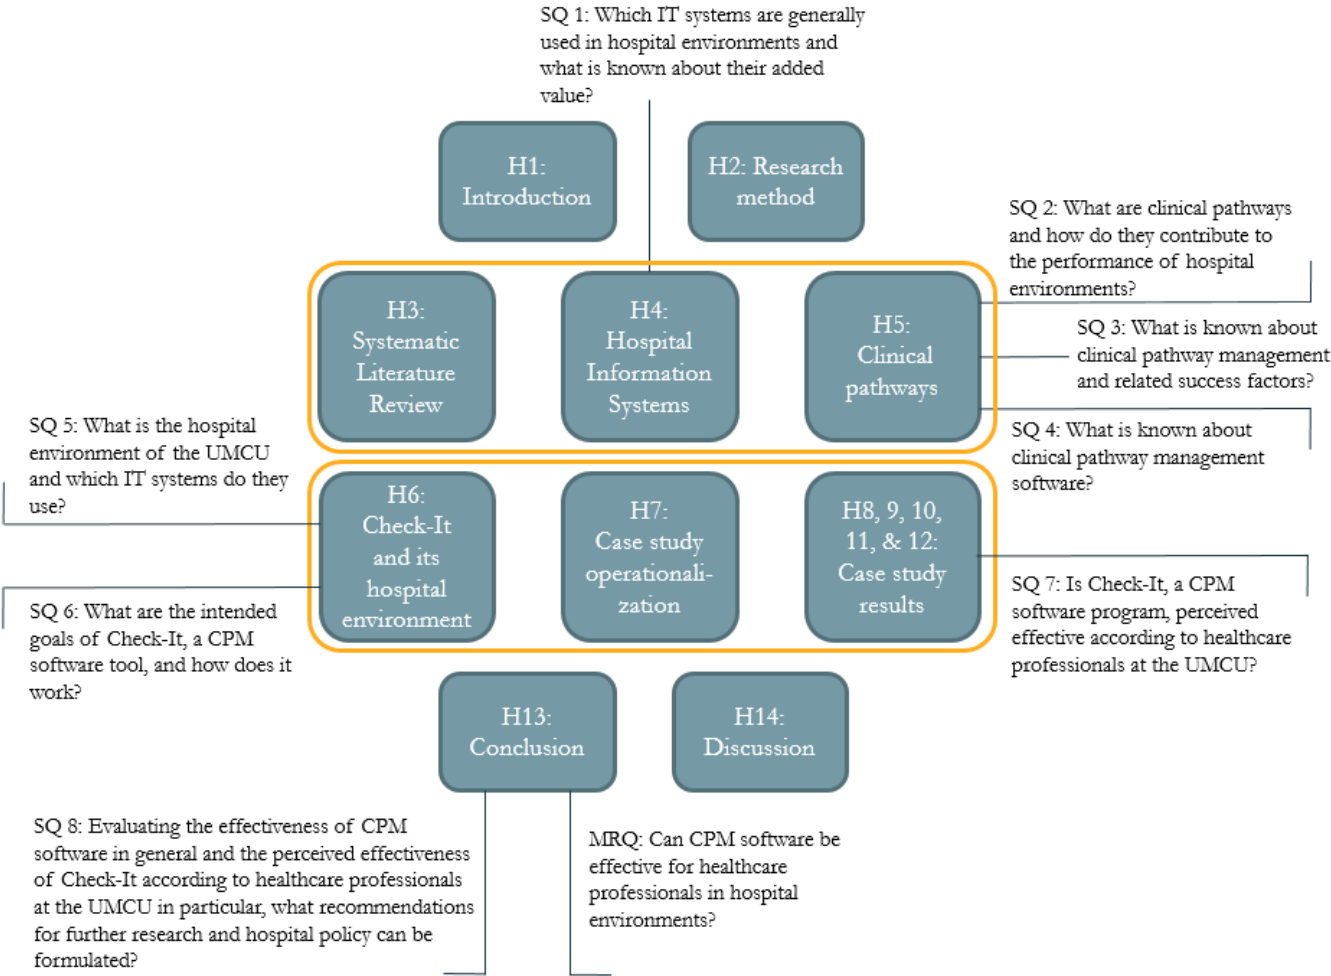 SQ 1: Which IT systems are generally
used in hospital environments and
what is known about their added
value?
H1:
Introduction
H2: Research
method
SQ 2: What are clinical pathways
and how do they contribute to
the performance of hospital
environments?
H3:
Systematic
Literature
Review
H4:
Hospital
Information
Systems
H5:
Clinical
pathways
SQ 3: What is known about
clinical pathway management
and related success factors?
SQ 4: What is known about
clinical pathway management
software?
SQ 5: What is the hospital
environment of the UMCU
and which IT systems do they
use?
H6:
Check-It
and its
hospital
environment
H7:
Case study
operationali-
zation
H8, 9, 10,
11, & 12:
Case study
results
SQ 6: What are the intended
goals of Check-It, a CPM
software tool, and how does it
work?
SQ 7: Is Check-It, a CPM
software program, perceived
effective according to healthcare
professionals at the UMCU?
H13:
Conclusion
H14:
Discussion
SQ 8: Evaluating the effectiveness of CPM
software in general and the perceived effectiveness
of Check-It according to healthcare professionals
at the UMCU in particular, what recommendations
for further research and hospital policy can be
formulated?
MRQ: Can CPM software be
effective for healthcare
professionals in hospital
environments?